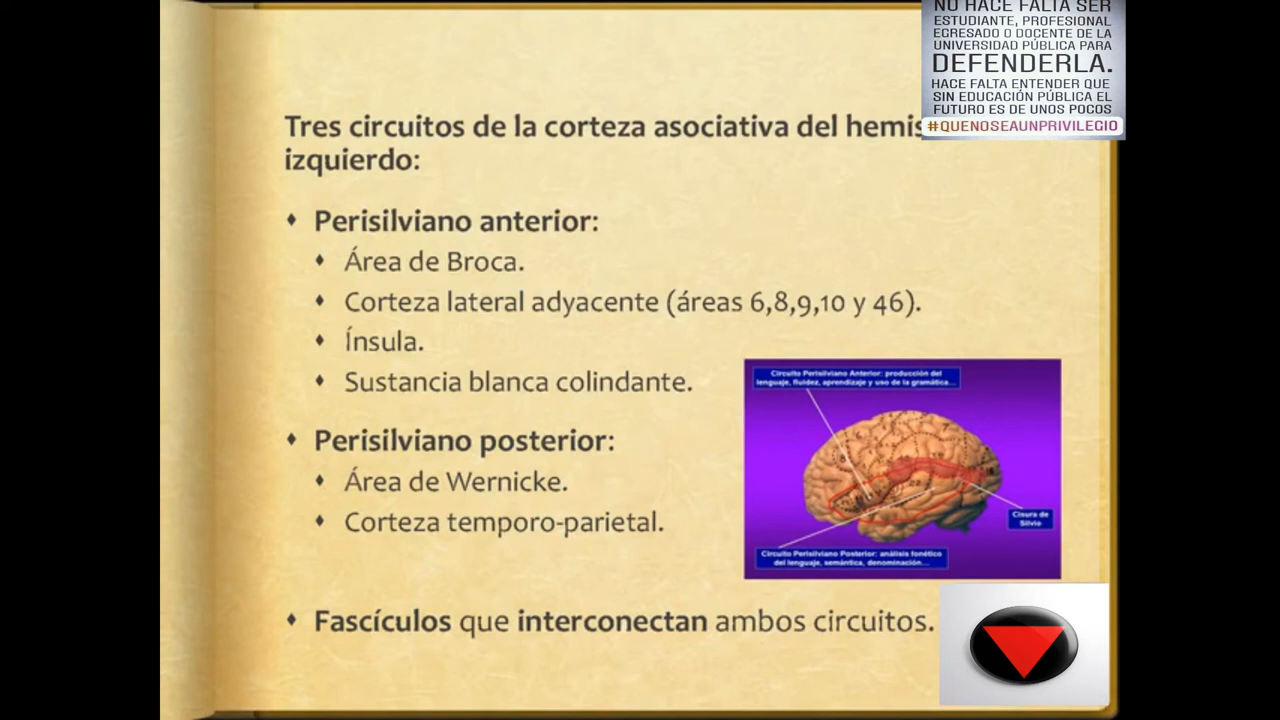 NO HACE FALTA SER
ESTUDIANTE, PROFESIONAL
EGRESADO O DOCENTE DE LA
UNIVERSIDAD PÚBLICA PARA
DEFENDERLA.
HACE FALTA ENTENDER QUE
SIN EDUCACIÓN PÚBLICA EL
FUTURO ES DE UNOS POCOS
#QUENOSEAUNPRIVILEGIO
Tres circuitos de la corteza asociativa del hemis
izquierdo:
♦ Perisilviano anterior:
♦ Área de Broca.
♦ Corteza lateral adyacente (áreas 6,8,9,10 y 46).
♦ Ínsula.
♦ Sustancia blanca colindante.
♦ Perisilviano posterior:
♦ Área de Wernicke.
♦ Corteza temporo-parietal.
♦ Fascículos que interconectan ambos circuitos.
Circuito Perisilviano Anterior: producción del
lenguaje, fluidez, aprendizaje y uso de la gramática...
Cisura de
Silvio
Circuito Perisilviano Posterior: análisis fonético
del lenguaje, semántica, denominación...